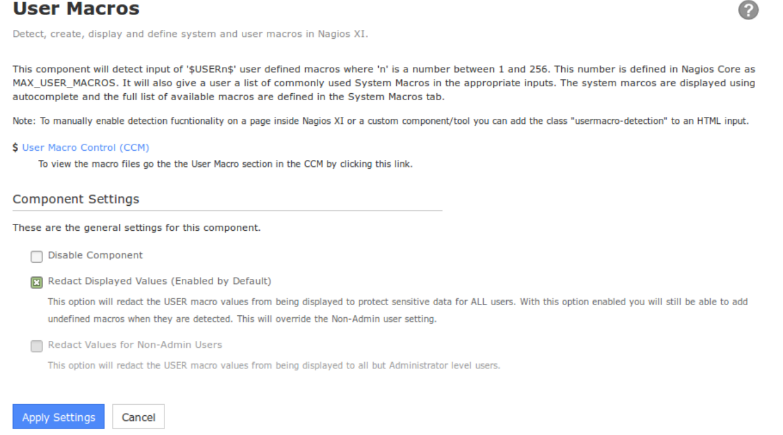 User Macros
?
Detect, create, display and define system and user macros in Nagios XI.
This component will detect input of '$USERn$' user defined macros where 'n' is a number between 1 and 256. This number is defined in Nagios Core as
MAX_USER_MACROS. It will also give a user a list of commonly used System Macros in the appropriate inputs. The system marcos are displayed using
autocomplete and the full list of available macros are defined in the System Macros tab.
Note: To manually enable detection fucntionality on a page inside Nagios XI or a custom component/tool you can add the class "usermacro-detection" to an HTML input.
$ User Macro Control (CCM)
To view the macro files go the the User Macro section in the CCM by clicking this link.
Component Settings
These are the general settings for this component.
Disable Component
Redact Displayed Values (Enabled by Default)
This option will redact the USER macro values from being displayed to protect sensitive data for ALL users. With this option enabled you will still be able to add
undefined macros when they are detected. This will override the Non-Admin user setting.
Redact Values for Non-Admin Users
This option will redact the USER macro values from being displayed to all but Administrator level users.
Apply Settings
Cancel